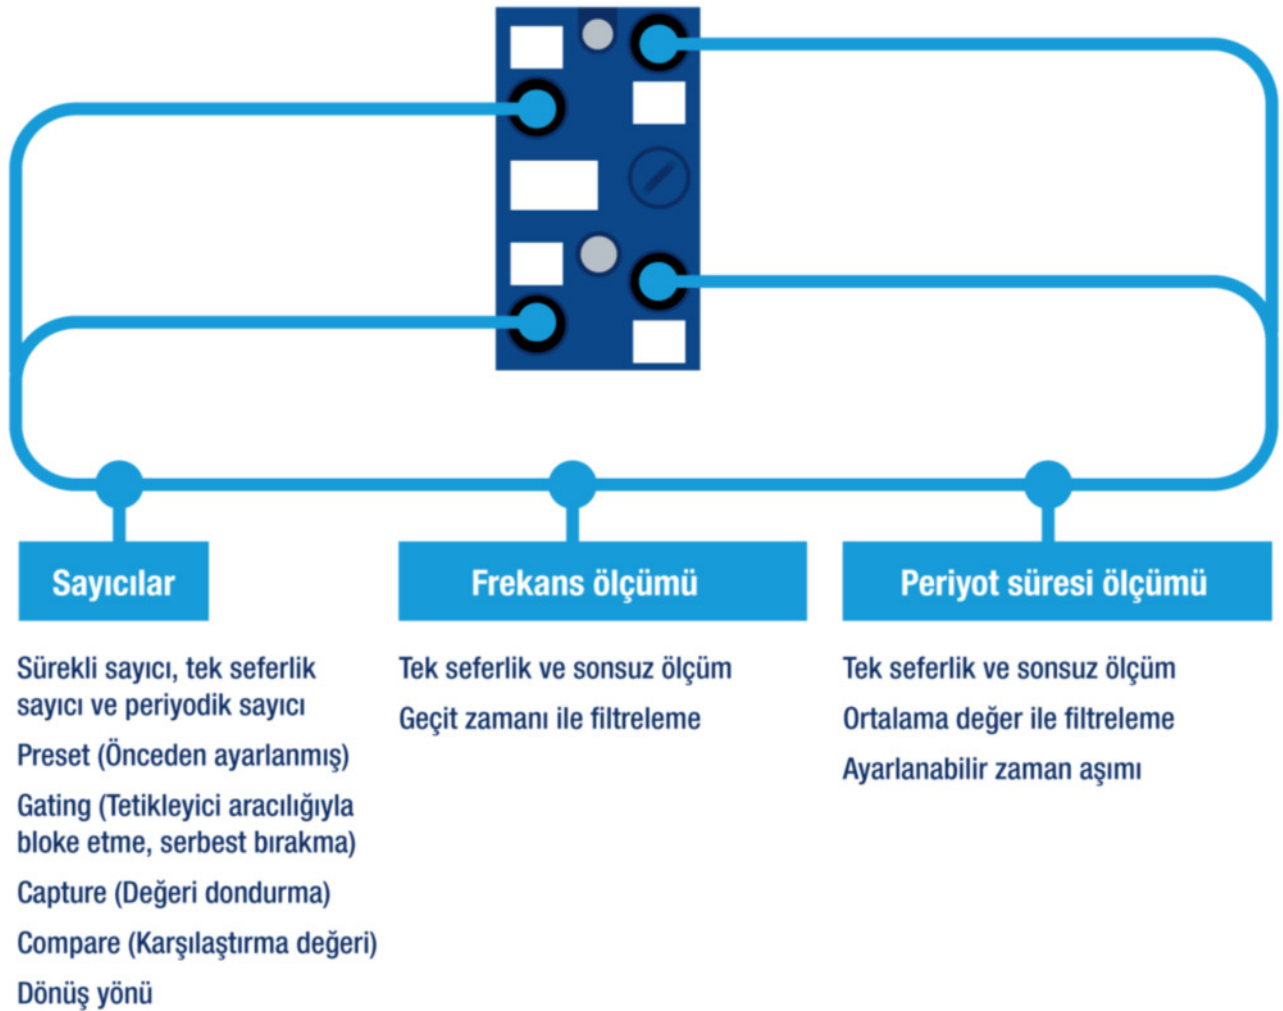 Sayıcılar
Sürekli sayıcı, tek seferlik
sayıcı ve periyodik sayıcı
Preset (Önceden ayarlanmış)
Gating (Tetikleyici aracılığıyla
bloke etme, serbest bırakma)
Capture (Değeri dondurma)
Compare (Karşılaştırma değeri)
Dönüş yönü
Frekans ölçümü
Tek seferlik ve sonsuz ölçüm
Geçit zamanı ile filtreleme
Periyot süresi ölçümü
Tek seferlik ve sonsuz ölçüm
Ortalama değer ile filtreleme
Ayarlanabilir zaman aşımı